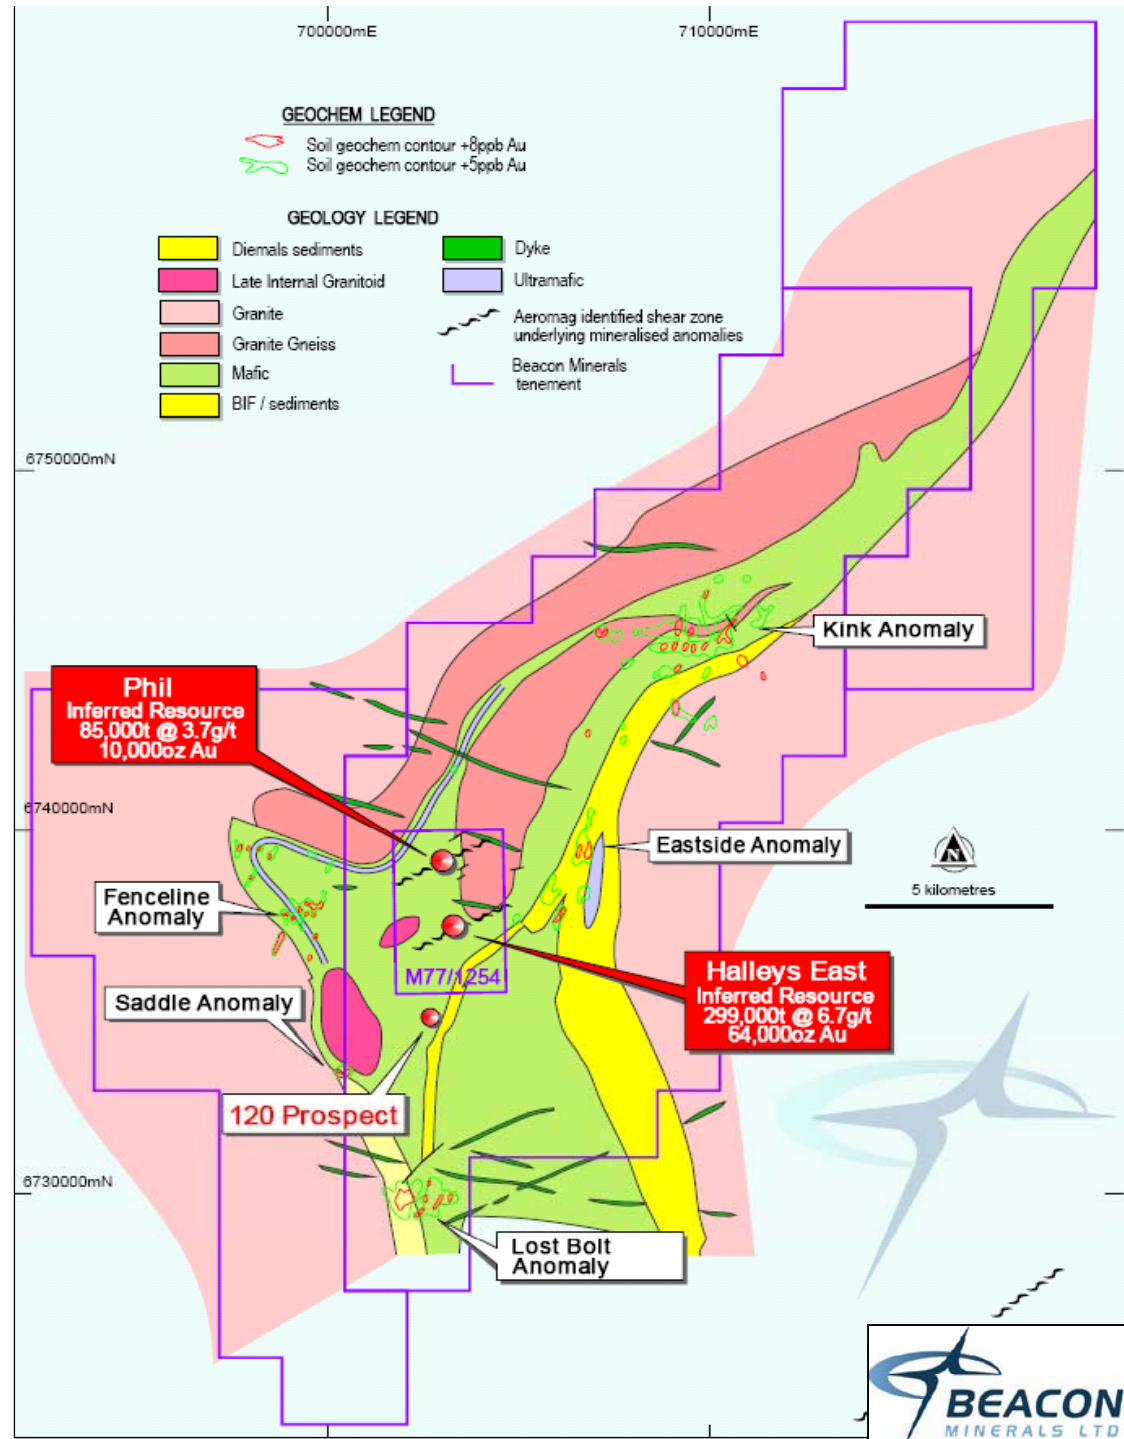 700000mE
710000mE
GEOCHEM LEGEND
Soil geochem contour +8ppb Au
Soil geochem contour +5ppb Au
GEOLOGY LEGEND
Diemals sediments
Late Internal Granitoid
Granite
Granite Gneiss
Mafic
BIF / sediments
Dyke
Ultramafic
Aeromag identified shear zone
underlying mineralised anomalies
Beacon Minerals
tenement
6750000mN
Kink Anomaly
Phil
Inferred Resource
85,000t @ 3.7g/t
10,000oz Au
6740000mN
Eastside Anomaly
N
5 kilometres
Fenceline
Anomaly
M77/1254
Halleys East
Inferred Resource
299,000t @ 6.7g/t
64,000oz Au
Saddle Anomaly
120 Prospect
6730000mN
Lost Bolt
Anomaly
BEACON
MINERALS LTD